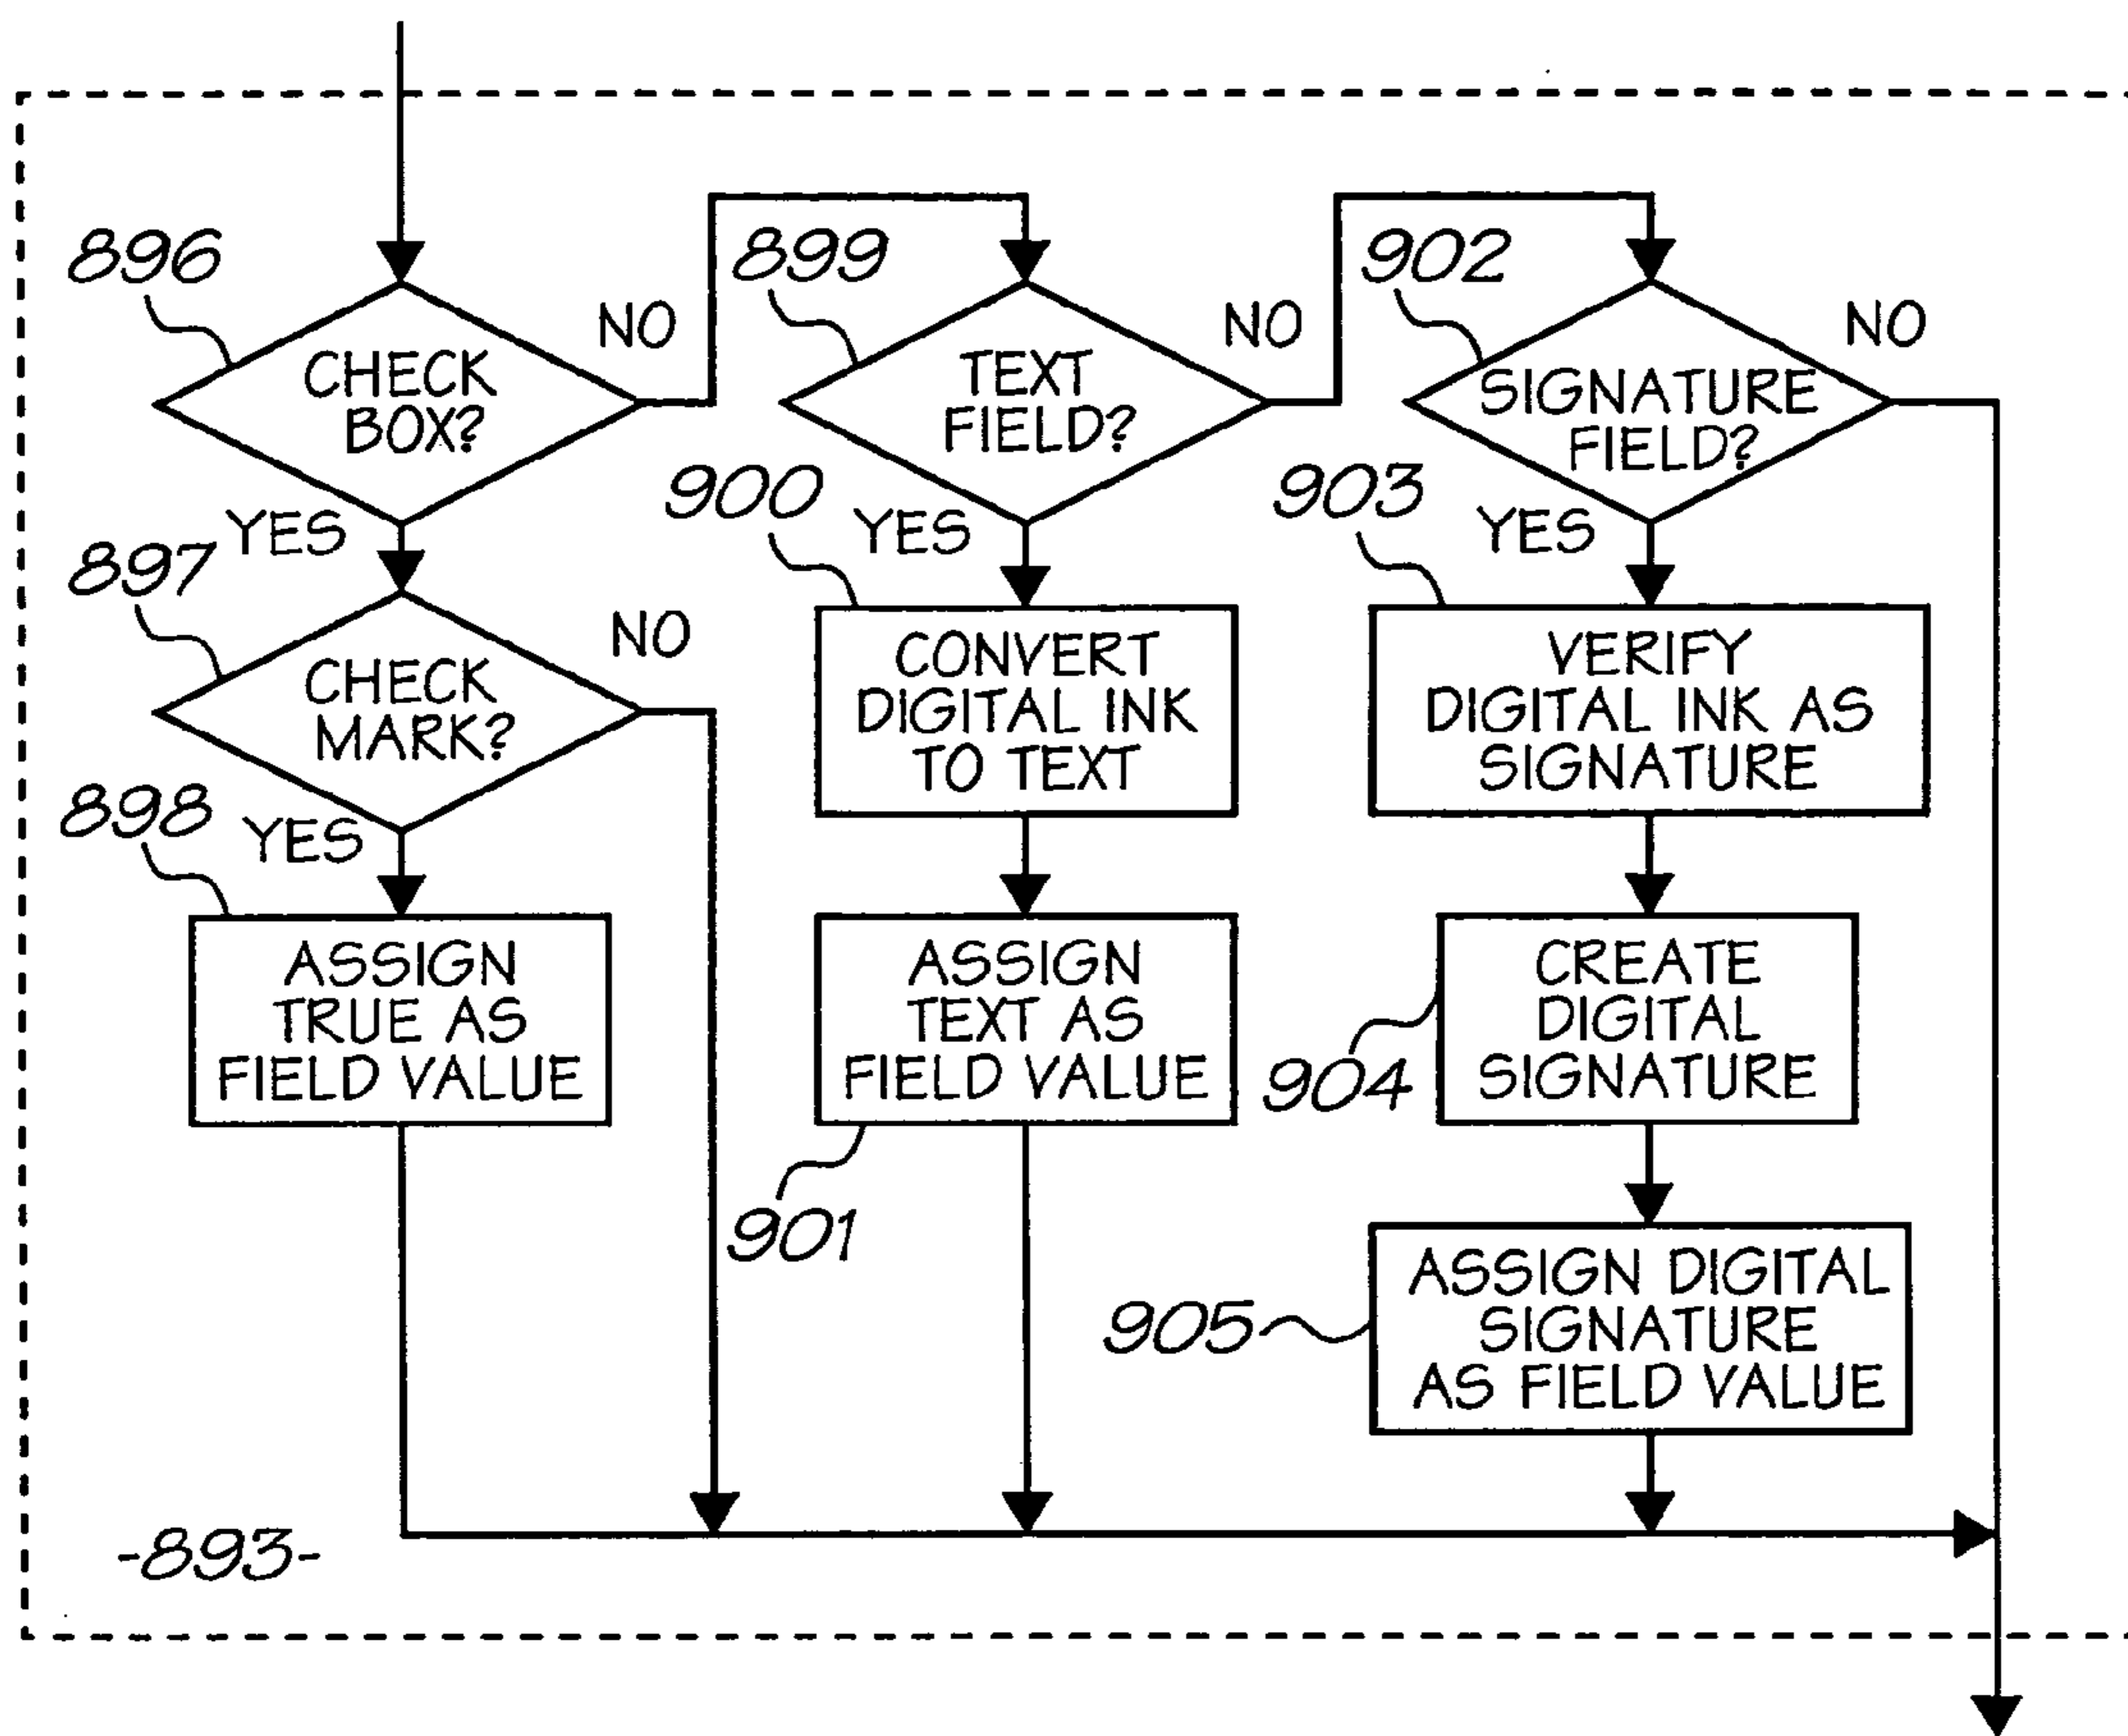 896
CHECK
BOX?
NO
YES
897
CHECK
MARK?
NO
YES
898
ASSIGN
TRUE AS
FIELD VALUE
899
TEXT
FIELD?
NO
YES
900
CONVERT
DIGITAL INK
TO TEXT
ASSIGN
TEXT AS
FIELD VALUE
901
902
SIGNATURE
FIELD?
NO
YES
903
VERIFY
DIGITAL INK AS
SIGNATURE
CREATE
DIGITAL
SIGNATURE
904
ASSIGN DIGITAL
SIGNATURE
AS FIELD VALUE
905
-893-